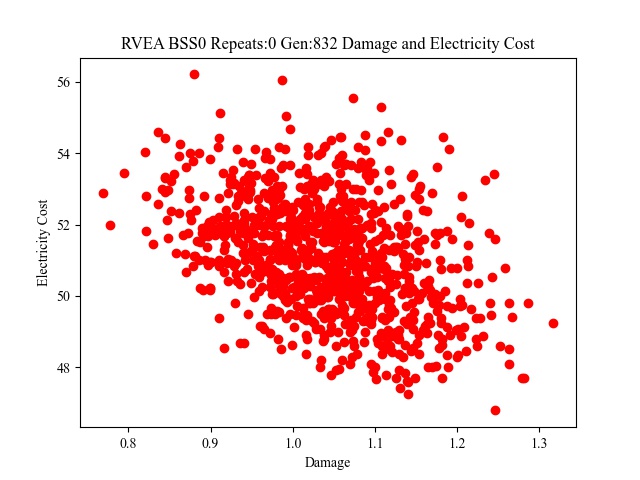 RVEA BSS0 Repeats:0 Gen:832 Damage and Electricity Cost
56
54
52
50
48
Electricity Cost
0.8 0.9 1.0 1.1 1.2 1.3
Damage